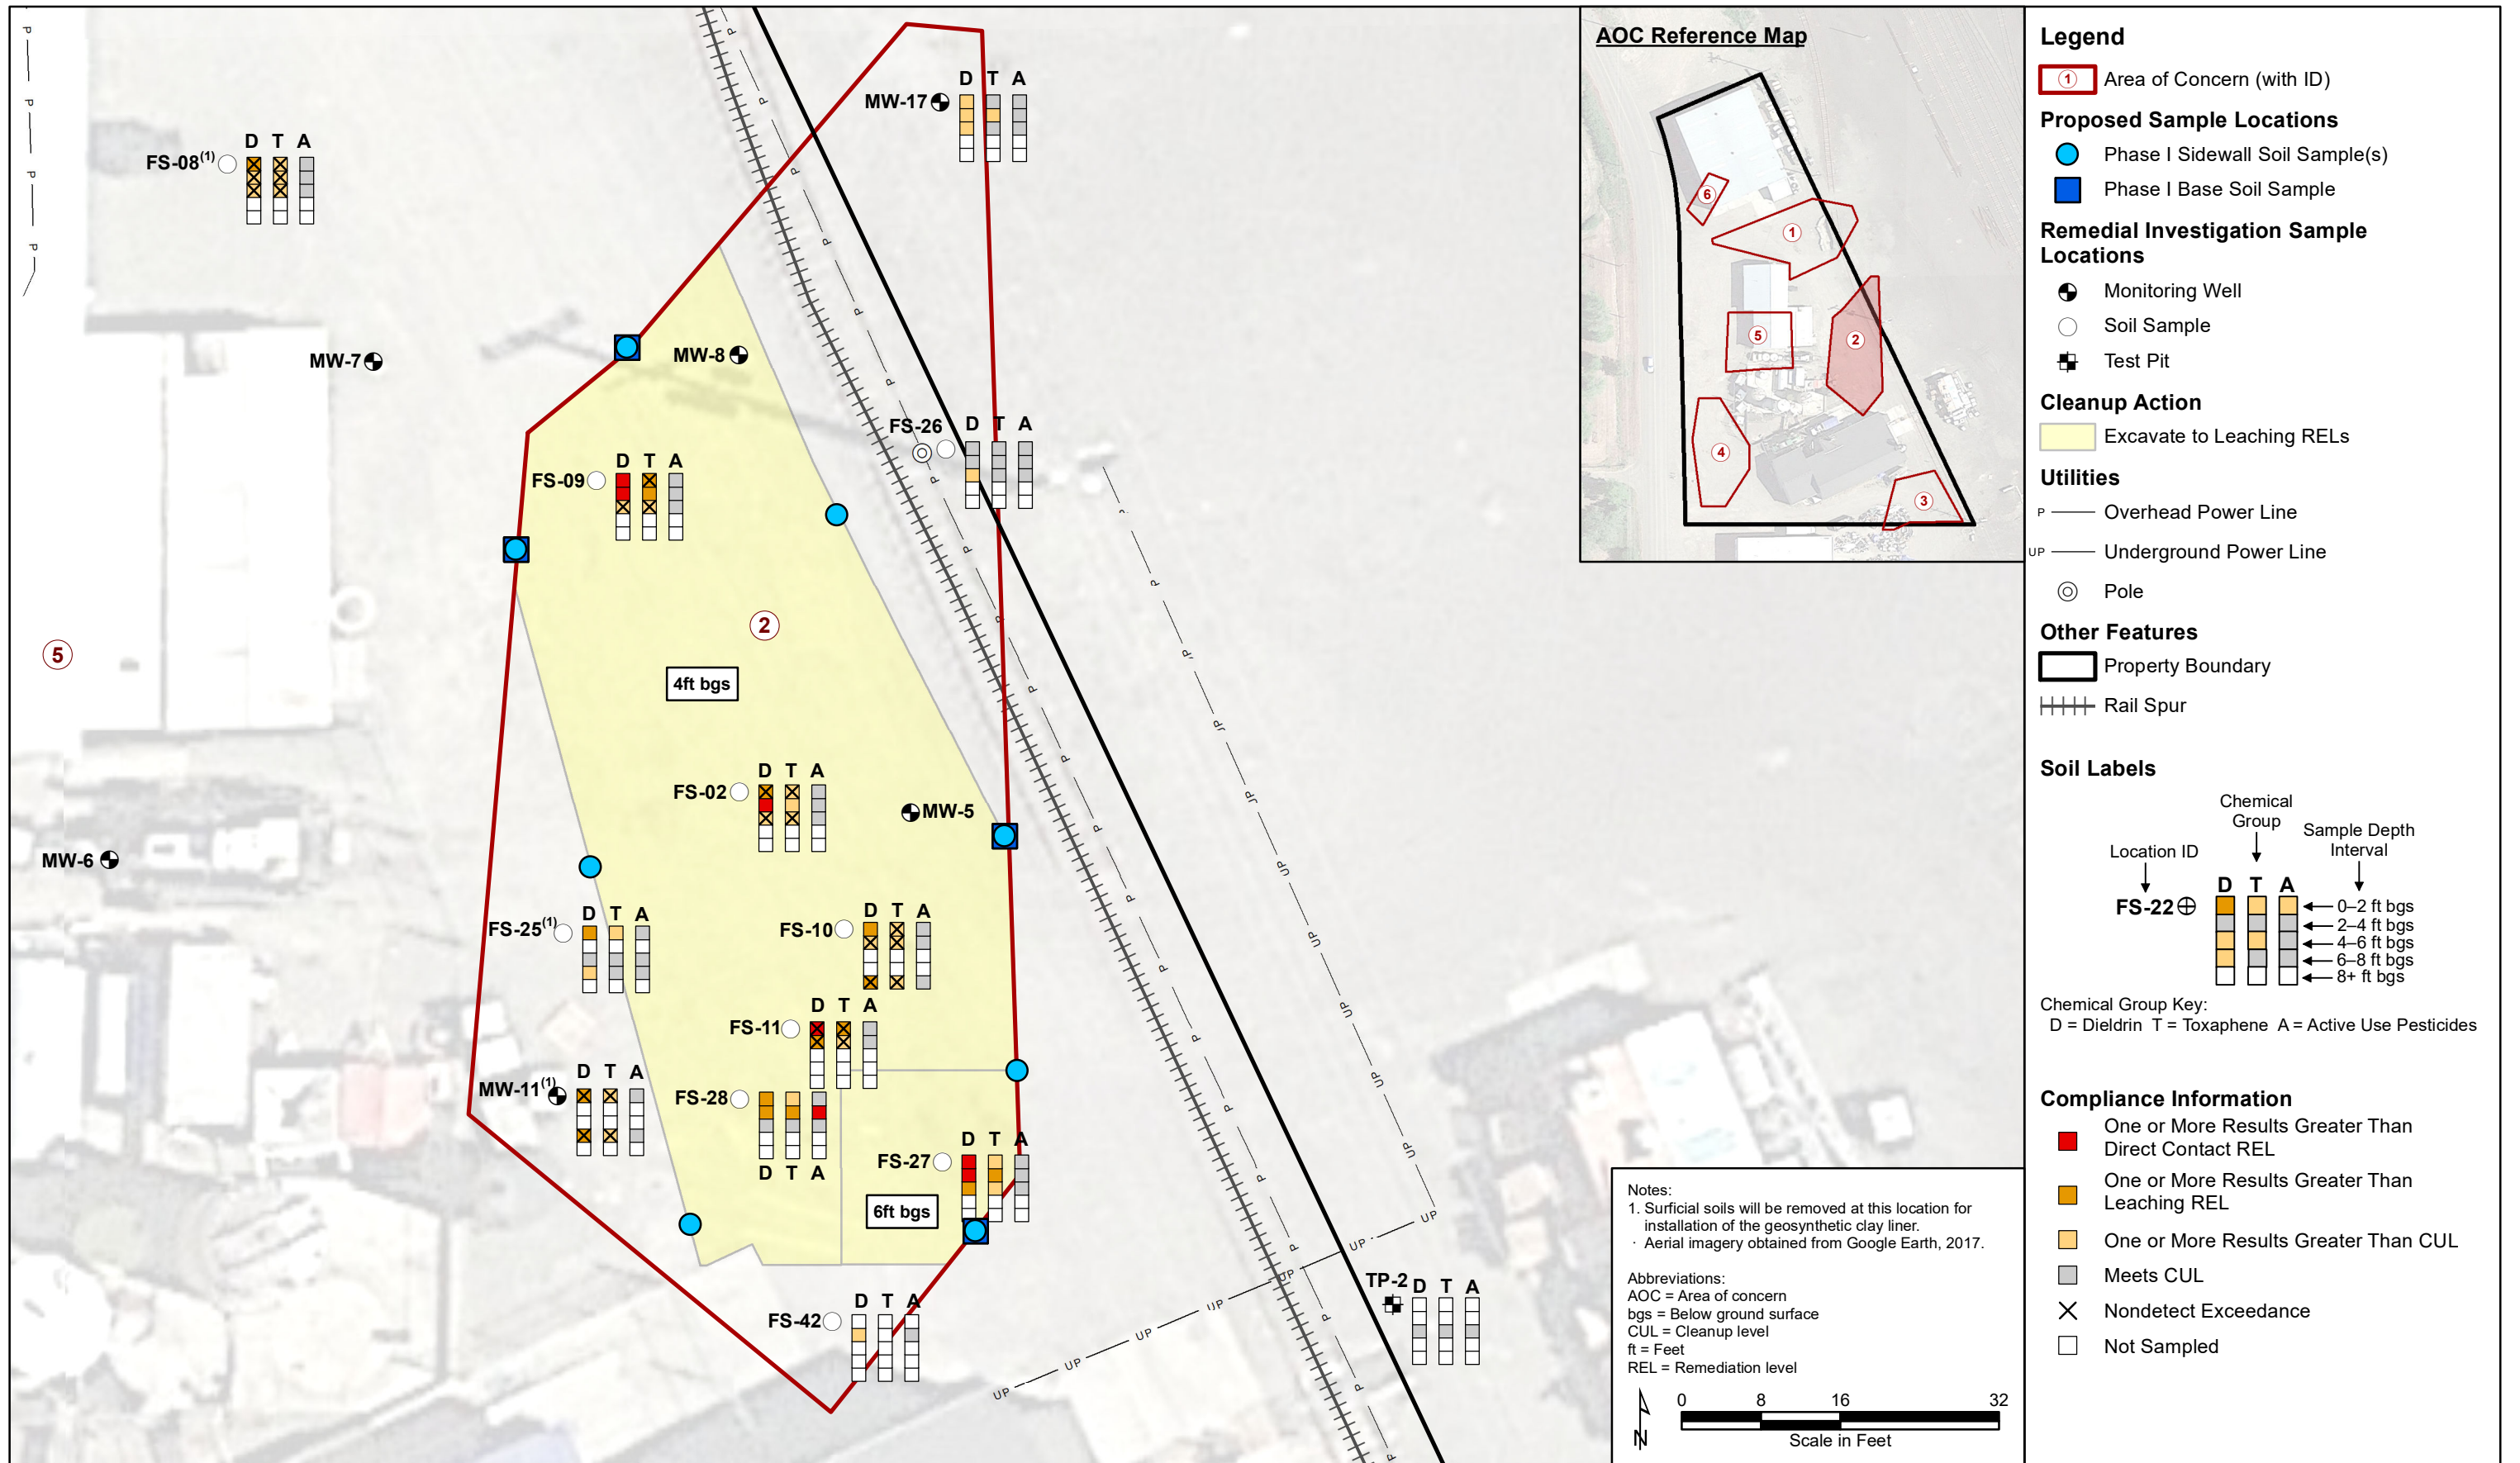 AOC Reference Map
6
1
5
2
4
3
D T A
MW-17
D T A
FS-08(1)
MW-7
MW-8
FS-26
D T A
D T A
FS-09
5
2
4ft bgs
D T A
FS-02
MW-5
MW-6
D T A
FS-25(1)
D T A
FS-10
D T A
FS-11
D T A
MW-11(1)
FS-28
D T A
D T A
FS-27
6ft bgs
D T A
FS-42
TP-2
D T A
P
P
P
P
UP
UP
UP
UP
UP
UP
Legend
1 Area of Concern (with ID)
Proposed Sample Locations
Phase I Sidewall Soil Sample(s)
Phase I Base Soil Sample
Remedial Investigation Sample
Locations
Monitoring Well
Soil Sample
Test Pit
Cleanup Action
Excavate to Leaching RELs
Utilities
P Overhead Power Line
UP Underground Power Line
Pole
Other Features
Property Boundary
Rail Spur
Soil Labels
Chemical
Group
Sample Depth
Interval
Location ID
D T A
FS-22
0–2 ft bgs
2–4 ft bgs
4–6 ft bgs
6–8 ft bgs
8+ ft bgs
Chemical Group Key:
D = Dieldrin T = Toxaphene A = Active Use Pesticides
Compliance Information
One or More Results Greater Than
Direct Contact REL
One or More Results Greater Than
Leaching REL
One or More Results Greater Than CUL
Meets CUL
Nondetect Exceedance
Not Sampled
Notes:
1. Surficial soils will be removed at this location for
installation of the geosynthetic clay liner.
· Aerial imagery obtained from Google Earth, 2017.
Abbreviations:
AOC = Area of concern
bgs = Below ground surface
CUL = Cleanup level
ft = Feet
REL = Remediation level
N
0 8 16 32
Scale in Feet